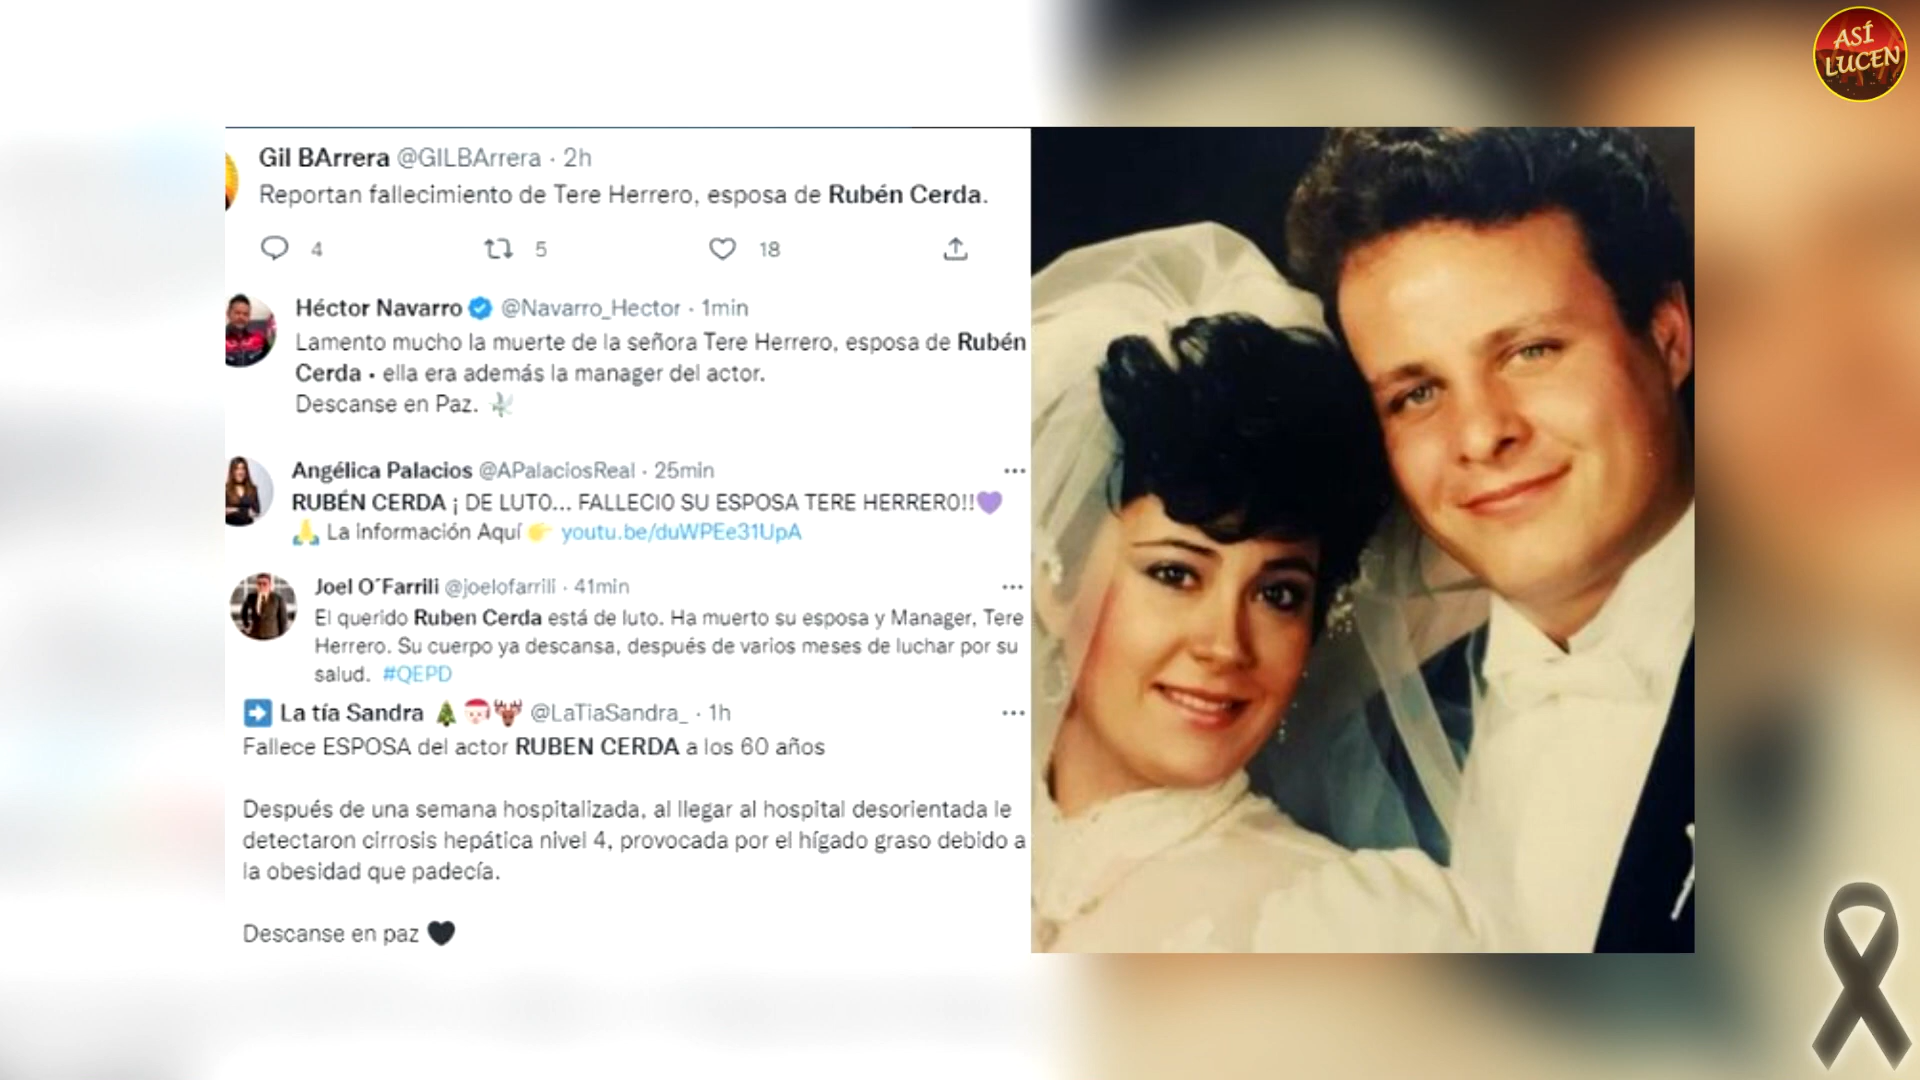 Gil BArrera @GILBArrera · 2h
Reportan fallecimiento de Tere Herrero, esposa de Rubén Cerda.
4 5 18
Héctor Navarro @Navarro_Hector · 1min
Lamento mucho la muerte de la señora Tere Herrero, esposa de Rubén
Cerda • ella era además la manager del actor.
Descanse en Paz. 🕊
Angélica Palacios @APalaciosReal · 25min
RUBÉN CERDA ¡ DE LUTO... FALLECIO SU ESPOSA TERE HERRERO!!💜
🙏 La información Aquí 👉 youtu.be/duWPEe31UpA
Joel O´Farrili @joelofarrili · 41min
El querido Ruben Cerda está de luto. Ha muerto su esposa y Manager, Tere
Herrero. Su cuerpo ya descansa, después de varios meses de luchar por su
salud. #QEPD
➡️ La tía Sandra 🎄🎅🦌 @LaTiaSandra_ · 1h
Fallece ESPOSA del actor RUBEN CERDA a los 60 años
Después de una semana hospitalizada, al llegar al hospital desorientada le
detectaron cirrosis hepática nivel 4, provocada por el hígado graso debido a
la obesidad que padecía.
Descanse en paz 🖤
ASÍ
LUCEN